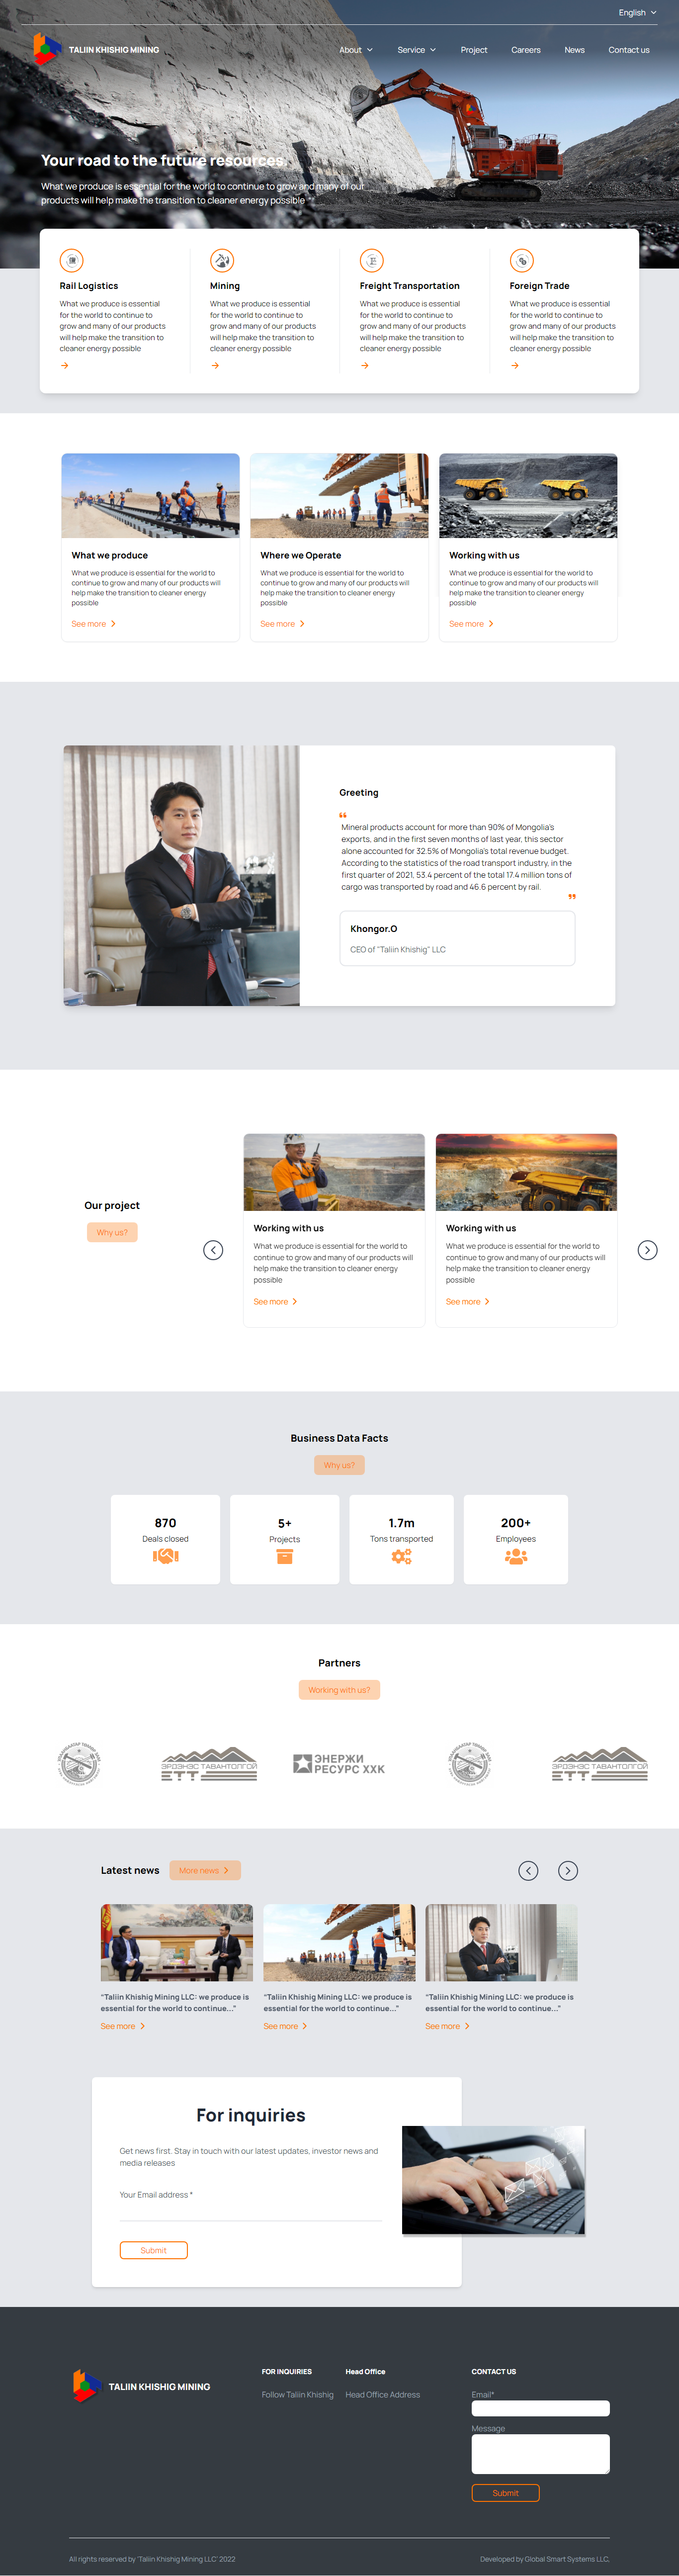 English
TALIIN KHISHIG MINING
About
Service
Project
Careers
News
Contact us
Your road to the future resources.
What we produce is essential for the world to continue to grow and many of our
products will help make the transition to cleaner energy possible
Rail Logistics
What we produce is essential
for the world to continue to
grow and many of our products
will help make the transition to
cleaner energy possible
Mining
What we produce is essential
for the world to continue to
grow and many of our products
will help make the transition to
cleaner energy possible
Freight Transportation
What we produce is essential
for the world to continue to
grow and many of our products
will help make the transition to
cleaner energy possible
Foreign Trade
What we produce is essential
for the world to continue to
grow and many of our products
will help make the transition to
cleaner energy possible
What we produce
What we produce is essential for the world to
continue to grow and many of our products will
help make the transition to cleaner energy
possible
See more
Where we Operate
What we produce is essential for the world to
continue to grow and many of our products will
help make the transition to cleaner energy
possible
See more
Working with us
What we produce is essential for the world to
continue to grow and many of our products will
help make the transition to cleaner energy
possible
See more
Greeting
Mineral products account for more than 90% of Mongolia's
exports, and in the first seven months of last year, this sector
alone accounted for 32.5% of Mongolia's total revenue budget.
According to the statistics of the road transport industry, in the
first quarter of 2021, 53.4 percent of the total 17.4 million tons of
cargo was transported by road and 46.6 percent by rail.
Khongor.O
CEO of "Taliin Khishig" LLC
Our project
Why us?
Working with us
What we produce is essential for the world to
continue to grow and many of our products will
help make the transition to cleaner energy
possible
See more
Working with us
What we produce is essential for the world to
continue to grow and many of our products will
help make the transition to cleaner energy
possible
See more
Business Data Facts
Why us?
870
Deals closed
5+
Projects
1.7m
Tons transported
200+
Employees
Partners
Working with us?
ЭРДЭНЭС ТАВАНТОЛГОЙ
ЕТТ
ЭНЕРЖИ
РЕСУРС ХХК
ЭРДЭНЭС ТАВАНТОЛГОЙ
ЕТТ
Latest news
More news
"Taliin Khishig Mining LLC: we produce is
essential for the world to continue..."
See more
"Taliin Khishig Mining LLC: we produce is
essential for the world to continue..."
See more
"Taliin Khishig Mining LLC: we produce is
essential for the world to continue..."
See more
For inquiries
Get news first. Stay in touch with our latest updates, investor news and
media releases
Your Email address *
Submit
TALIIN KHISHIG MINING
FOR INQUIRIES
Follow Taliin Khishig
Head Office
Head Office Address
CONTACT US
Email*
Message
Submit
All rights reserved by 'Taliin Khishig Mining LLC' 2022
Developed by Global Smart Systems LLC.